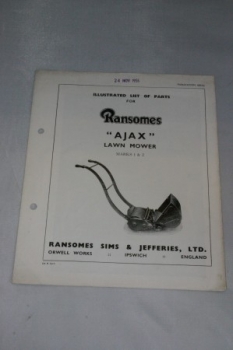 ILLUSTRATED LIST OF PARTS
FOR
Ransomes
"AJAX"
LAWN MOWER
RANSOMES SIMS & JEFFERIES, LTD.
ORWELL WORKS IPSWICH ENGLAND